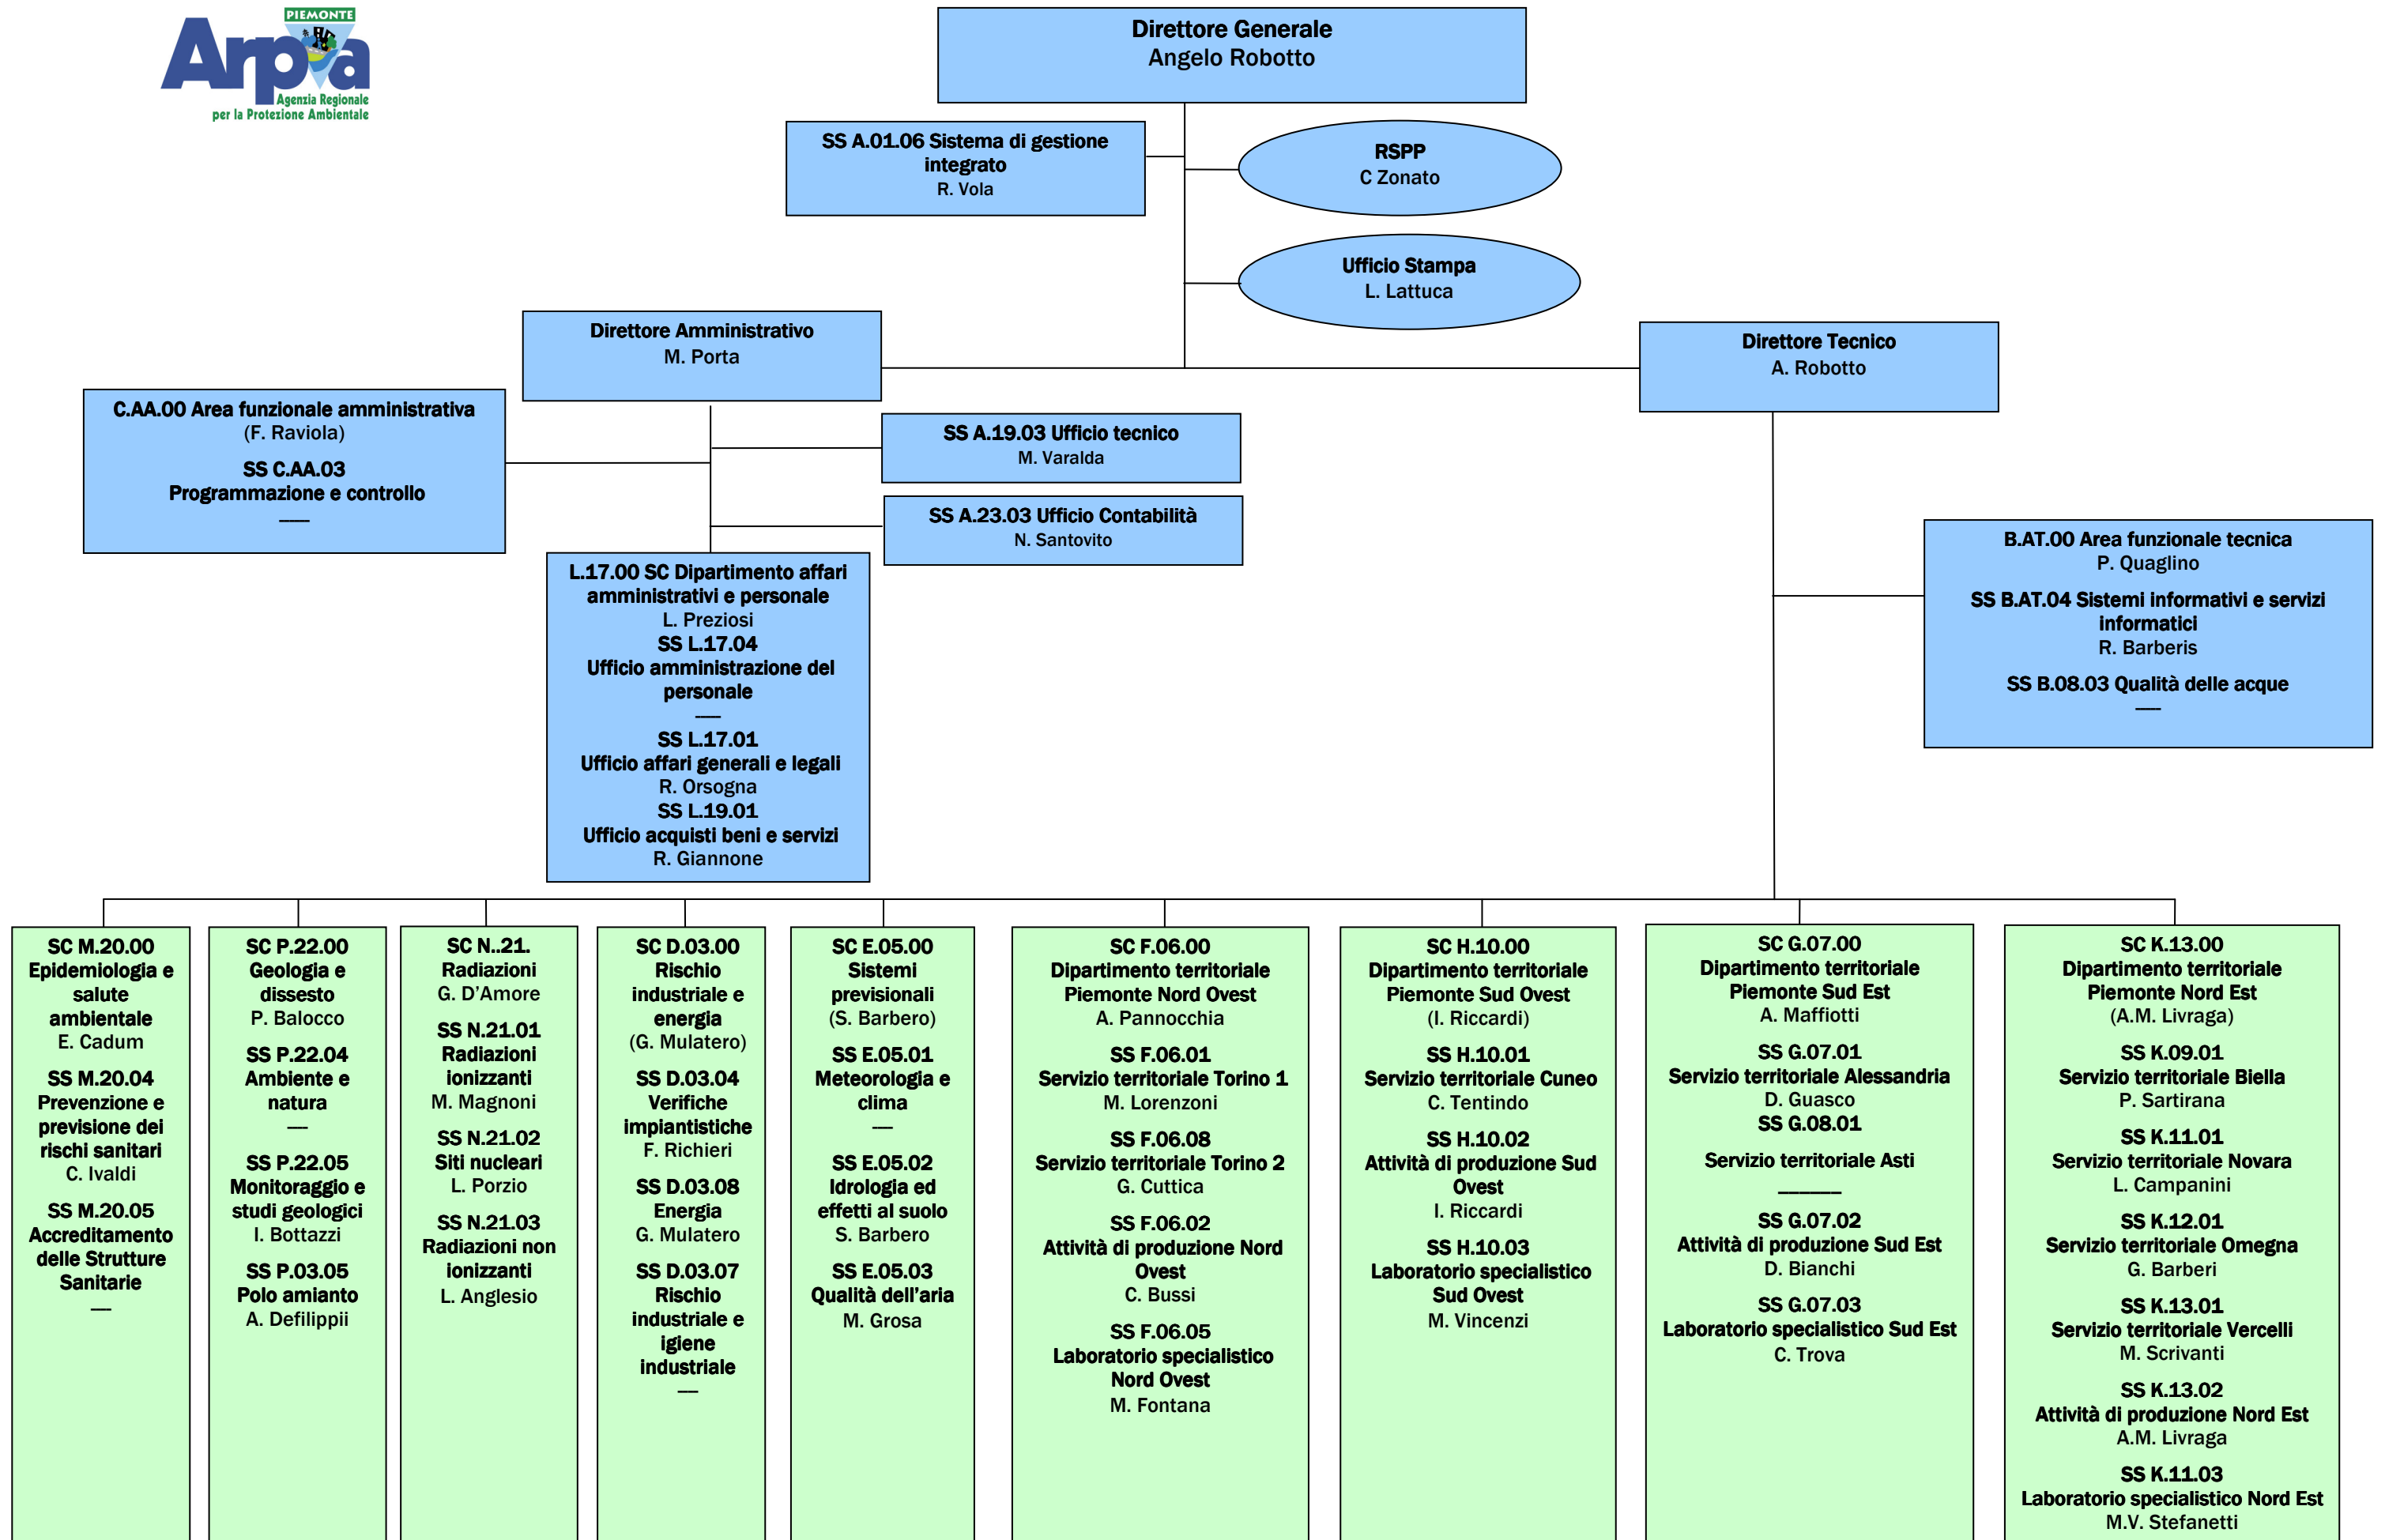 PIEMONTE
Arpa
Agenzia Regionale
per la Protezione Ambientale
Direttore Generale
Angelo Robotto
SS A.01.06 Sistema di gestione
integrato
R. Vola
RSPP
C Zonato
Ufficio Stampa
L. Lattuca
Direttore Amministrativo
M. Porta
Direttore Tecnico
A. Robotto
C.AA.00 Area funzionale amministrativa
(F. Raviola)
SS C.AA.03
Programmazione e controllo
SS A.19.03 Ufficio tecnico
M. Varalda
SS A.23.03 Ufficio Contabilità
N. Santovito
B.AT.00 Area funzionale tecnica
P. Quaglino
SS B.AT.04 Sistemi informativi e servizi
informatici
R. Barberis
SS B.08.03 Qualità delle acque
L.17.00 SC Dipartimento affari
amministrativi e personale
L. Preziosi
SS L.17.04
Ufficio amministrazione del
personale
SS L.17.01
Ufficio affari generali e legali
R. Orsogna
SS L.19.01
Ufficio acquisti beni e servizi
R. Giannone
SC M.20.00
Epidemiologia e
salute
ambientale
E. Cadum
SS M.20.04
Prevenzione e
previsione dei
rischi sanitari
C. Ivaldi
SS M.20.05
Accreditamento
delle Strutture
Sanitarie
SC P.22.00
Geologia e
dissesto
P. Balocco
SS P.22.04
Ambiente e
natura
SS P.22.05
Monitoraggio e
studi geologici
I. Bottazzi
SS P.03.05
Polo amianto
A. Defilippii
SC N..21.
Radiazioni
G. D'Amore
SS N.21.01
Radiazioni
ionizzanti
M. Magnoni
SS N.21.02
Siti nucleari
L. Porzio
SS N.21.03
Radiazioni non
ionizzanti
L. Anglesio
SC D.03.00
Rischio
industriale e
energia
(G. Mulatero)
SS D.03.04
Verifiche
impiantistiche
F. Richieri
SS D.03.08
Energia
G. Mulatero
SS D.03.07
Rischio
industriale e
igiene
industriale
SC E.05.00
Sistemi
previsionali
(S. Barbero)
SS E.05.01
Meteorologia e
clima
SS E.05.02
Idrologia ed
effetti al suolo
S. Barbero
SS E.05.03
Qualità dell'aria
M. Grosa
SC F.06.00
Dipartimento territoriale
Piemonte Nord Ovest
A. Pannocchia
SS F.06.01
Servizio territoriale Torino 1
M. Lorenzoni
SS F.06.08
Servizio territoriale Torino 2
G. Cuttica
SS F.06.02
Attività di produzione Nord
Ovest
C. Bussi
SS F.06.05
Laboratorio specialistico
Nord Ovest
M. Fontana
SC H.10.00
Dipartimento territoriale
Piemonte Sud Ovest
(I. Riccardi)
SS H.10.01
Servizio territoriale Cuneo
C. Tentindo
SS H.10.02
Attività di produzione Sud
Ovest
I. Riccardi
SS H.10.03
Laboratorio specialistico
Sud Ovest
M. Vincenzi
SC G.07.00
Dipartimento territoriale
Piemonte Sud Est
A. Maffiotti
SS G.07.01
Servizio territoriale Alessandria
D. Guasco
SS G.08.01
Servizio territoriale Asti
SS G.07.02
Attività di produzione Sud Est
D. Bianchi
SS G.07.03
Laboratorio specialistico Sud Est
C. Trova
SC K.13.00
Dipartimento territoriale
Piemonte Nord Est
(A.M. Livraga)
SS K.09.01
Servizio territoriale Biella
P. Sartirana
SS K.11.01
Servizio territoriale Novara
L. Campanini
SS K.12.01
Servizio territoriale Omegna
G. Barberi
SS K.13.01
Servizio territoriale Vercelli
M. Scrivanti
SS K.13.02
Attività di produzione Nord Est
A.M. Livraga
SS K.11.03
Laboratorio specialistico Nord Est
M.V. Stefanetti